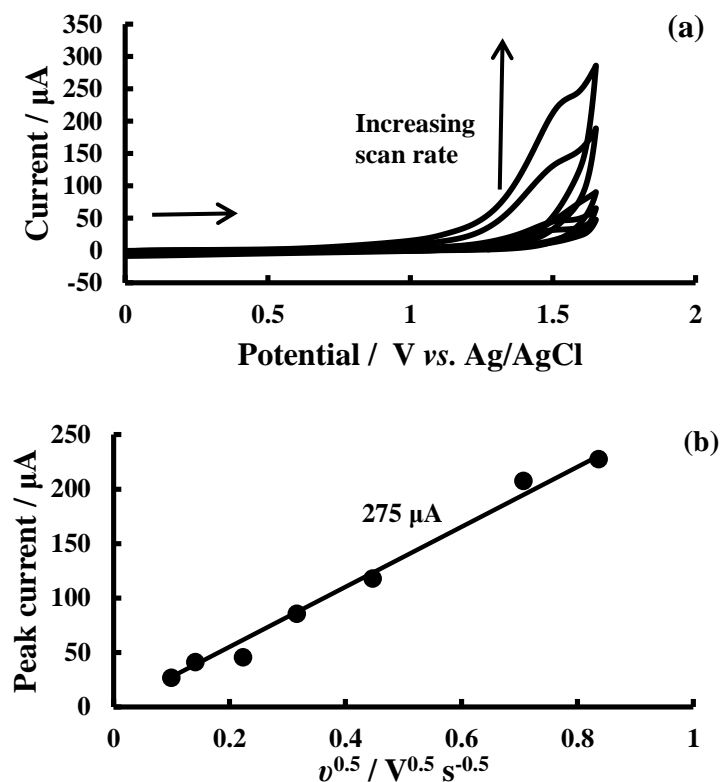 (a)
350
300
250
200
150
100
50
0
-50
Current / µA
Increasing
scan rate
0
0.5
1
1.5
2
Potential / V vs. Ag/AgCl
(b)
250
200
150
100
50
0
Peak current / µA
275 µA
0
0.2
0.4
0.6
0.8
1
υ^0.5 / V^0.5 s^-0.5